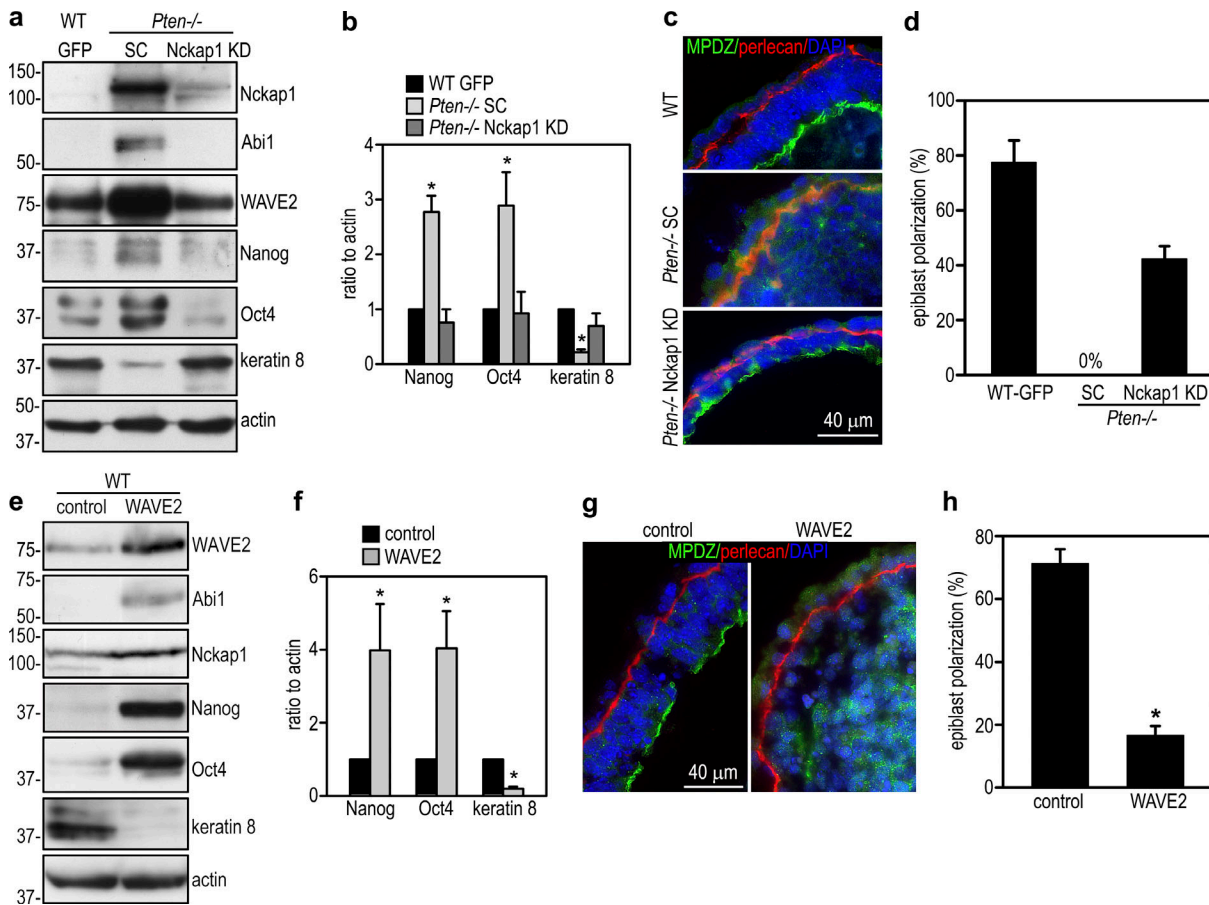 a
WT
Pten-/-
GFP
SC
Nckap1 KD
150-
100-
Nckap1
50-
Abi1
75-
WAVE2
37-
Nanog
37-
Oct4
37-
keratin 8
50-
37-
actin
b
WT GFP
Pten-/- SC
Pten-/- Nckap1 KD
ratio to actin
4
3
2
1
0
*
*
*
Nanog
Oct4
keratin 8
c
MPDZ/perlecan/DAPI
WT
Pten-/- SC
Pten-/- Nckap1 KD
40 μm
d
epiblast polarization (%)
100
80
60
40
20
0
0%
WT-GFP
SC
Nckap1 KD
Pten-/-
e
WT
control
WAVE2
75-
WAVE2
75-
50-
Abi1
150-
100-
Nckap1
37-
Nanog
37-
Oct4
37-
keratin 8
37-
actin
f
control
WAVE2
ratio to actin
6
4
2
0
*
*
*
Nanog
Oct4
keratin 8
g
control
WAVE2
MPDZ/perlecan/DAPI
40 μm
h
epiblast polarization (%)
80
60
40
20
0
*
control
WAVE2